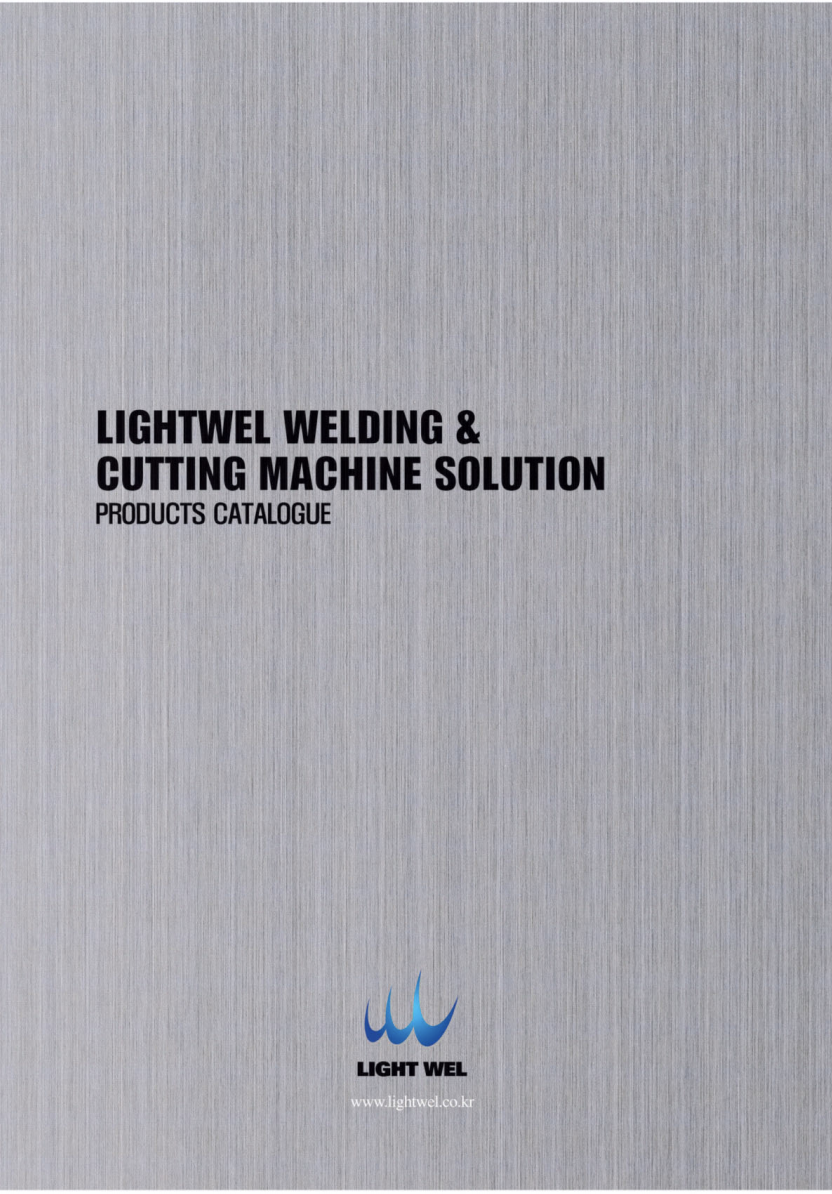 LIGHTWEL WELDING &
CUTTING MACHINE SOLUTION
PRODUCTS CATALOGUE
LIGHT WEL
www.lightwel.co.kr